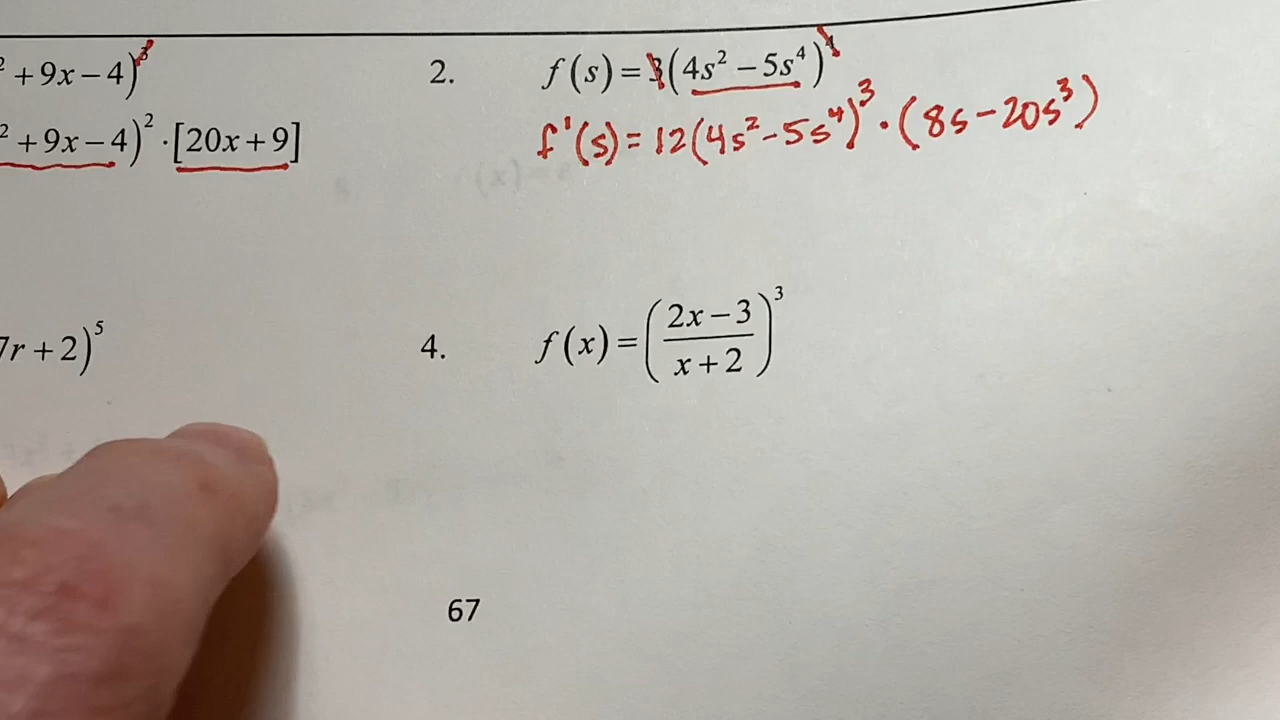 ² + 9x − 4)³
2. f(s) = 3(4s² − 5s⁴)⁴
² + 9x − 4)² · [20x + 9]
f'(s) = 12(4s² − 5s⁴)³ · (8s − 20s³)
7r + 2)⁵
4. f(x) = ((2x − 3)/(x + 2))³
67